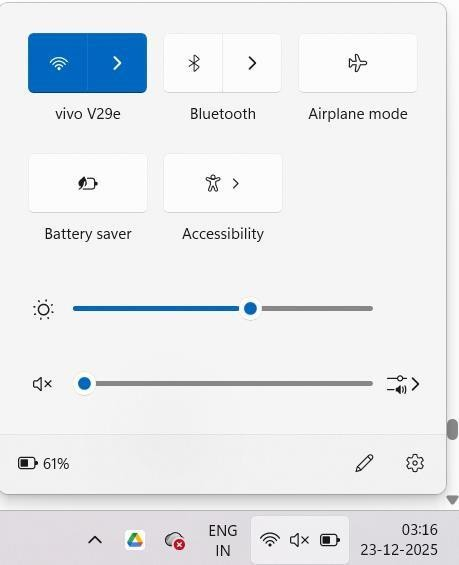 vivo V29e
Bluetooth
Airplane mode
Battery saver
Accessibility
61%
ENG
IN
03:16
23-12-2025